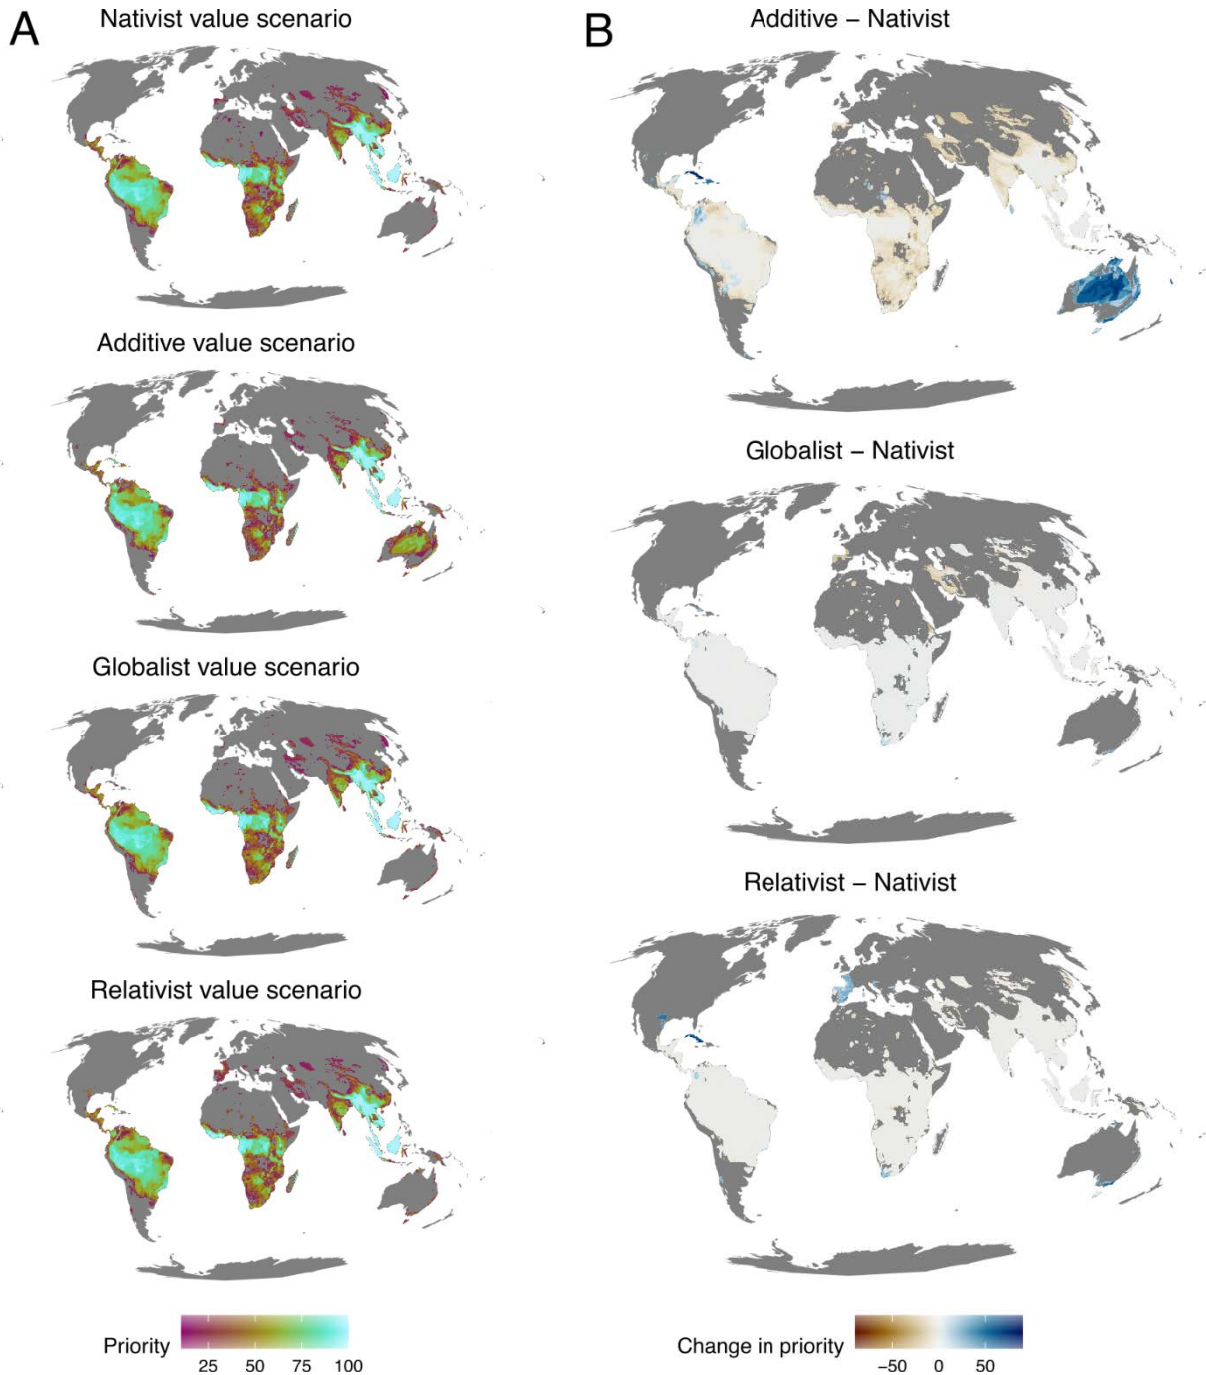 A
Nativist value scenario
Additive value scenario
Globalist value scenario
Relativist value scenario
Priority
25 50 75 100
B
Additive – Nativist
Globalist – Nativist
Relativist – Nativist
Change in priority
−50 0 50